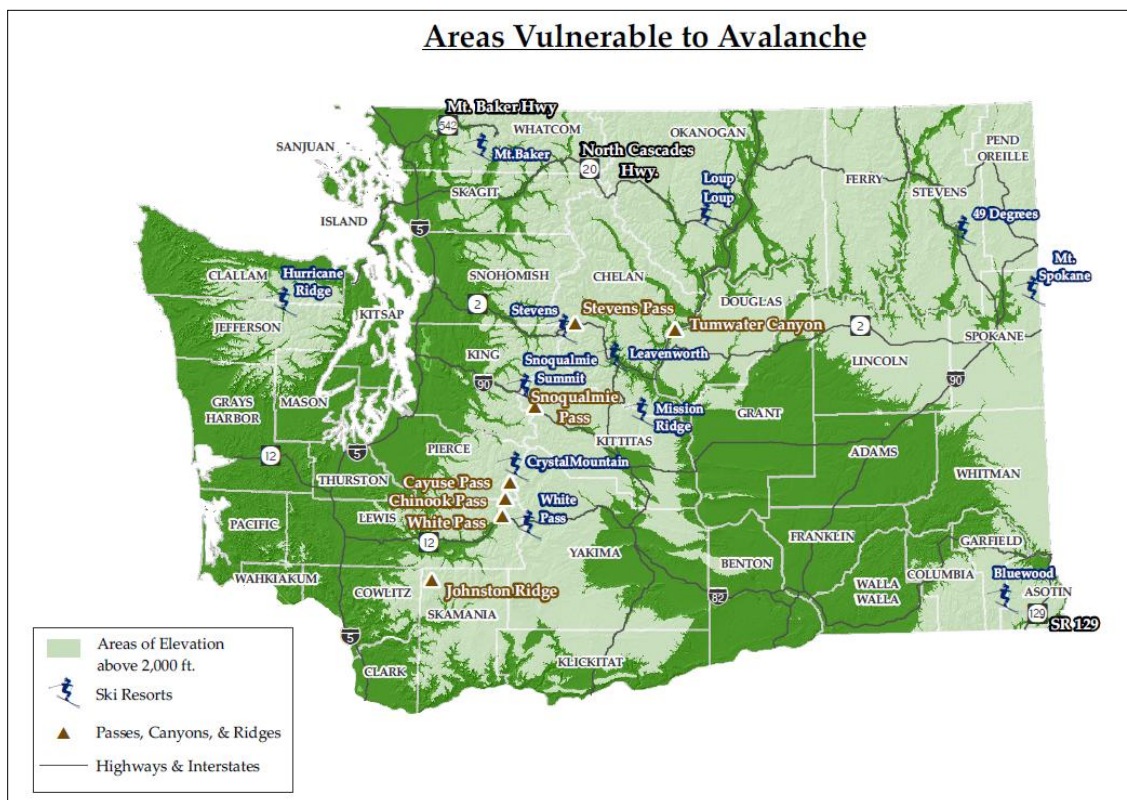 Areas Vulnerable to Avalanche
Mt. Baker Hwy
542
WHATCOM
OKANOGAN
PEND
OREILLE
SANJUAN
Mt.Baker
North Cascades
Hwy.
20
SKAGIT
Loup
Loup
FERRY
STEVENS
49 Degrees
ISLAND
5
CLALLAM
Hurricane
Ridge
SNOHOMISH
CHELAN
Mt.
Spokane
JEFFERSON
KITSAP
2
Stevens
Stevens Pass
DOUGLAS
Tumwater Canyon
2
SPOKANE
KING
Snoqualmie
Summit
Leavenworth
LINCOLN
90
90
GRAYS
HARBOR
MASON
Snoqualmie
Pass
Mission
Ridge
GRANT
12
5
PIERCE
KITTITAS
ADAMS
CrystalMountain
WHITMAN
THURSTON
Cayuse Pass
Chinook Pass
White Pass
White
Pass
PACIFIC
LEWIS
12
YAKIMA
FRANKLIN
GARFIELD
BENTON
WAHKIAKUM
COWLITZ
Johnston Ridge
SKAMANIA
82
WALLA
WALLA
COLUMBIA
Bluewood
ASOTIN
129
SR 129
5
CLARK
KLICKITAT
Areas of Elevation
above 2,000 ft.
Ski Resorts
Passes, Canyons, & Ridges
Highways & Interstates